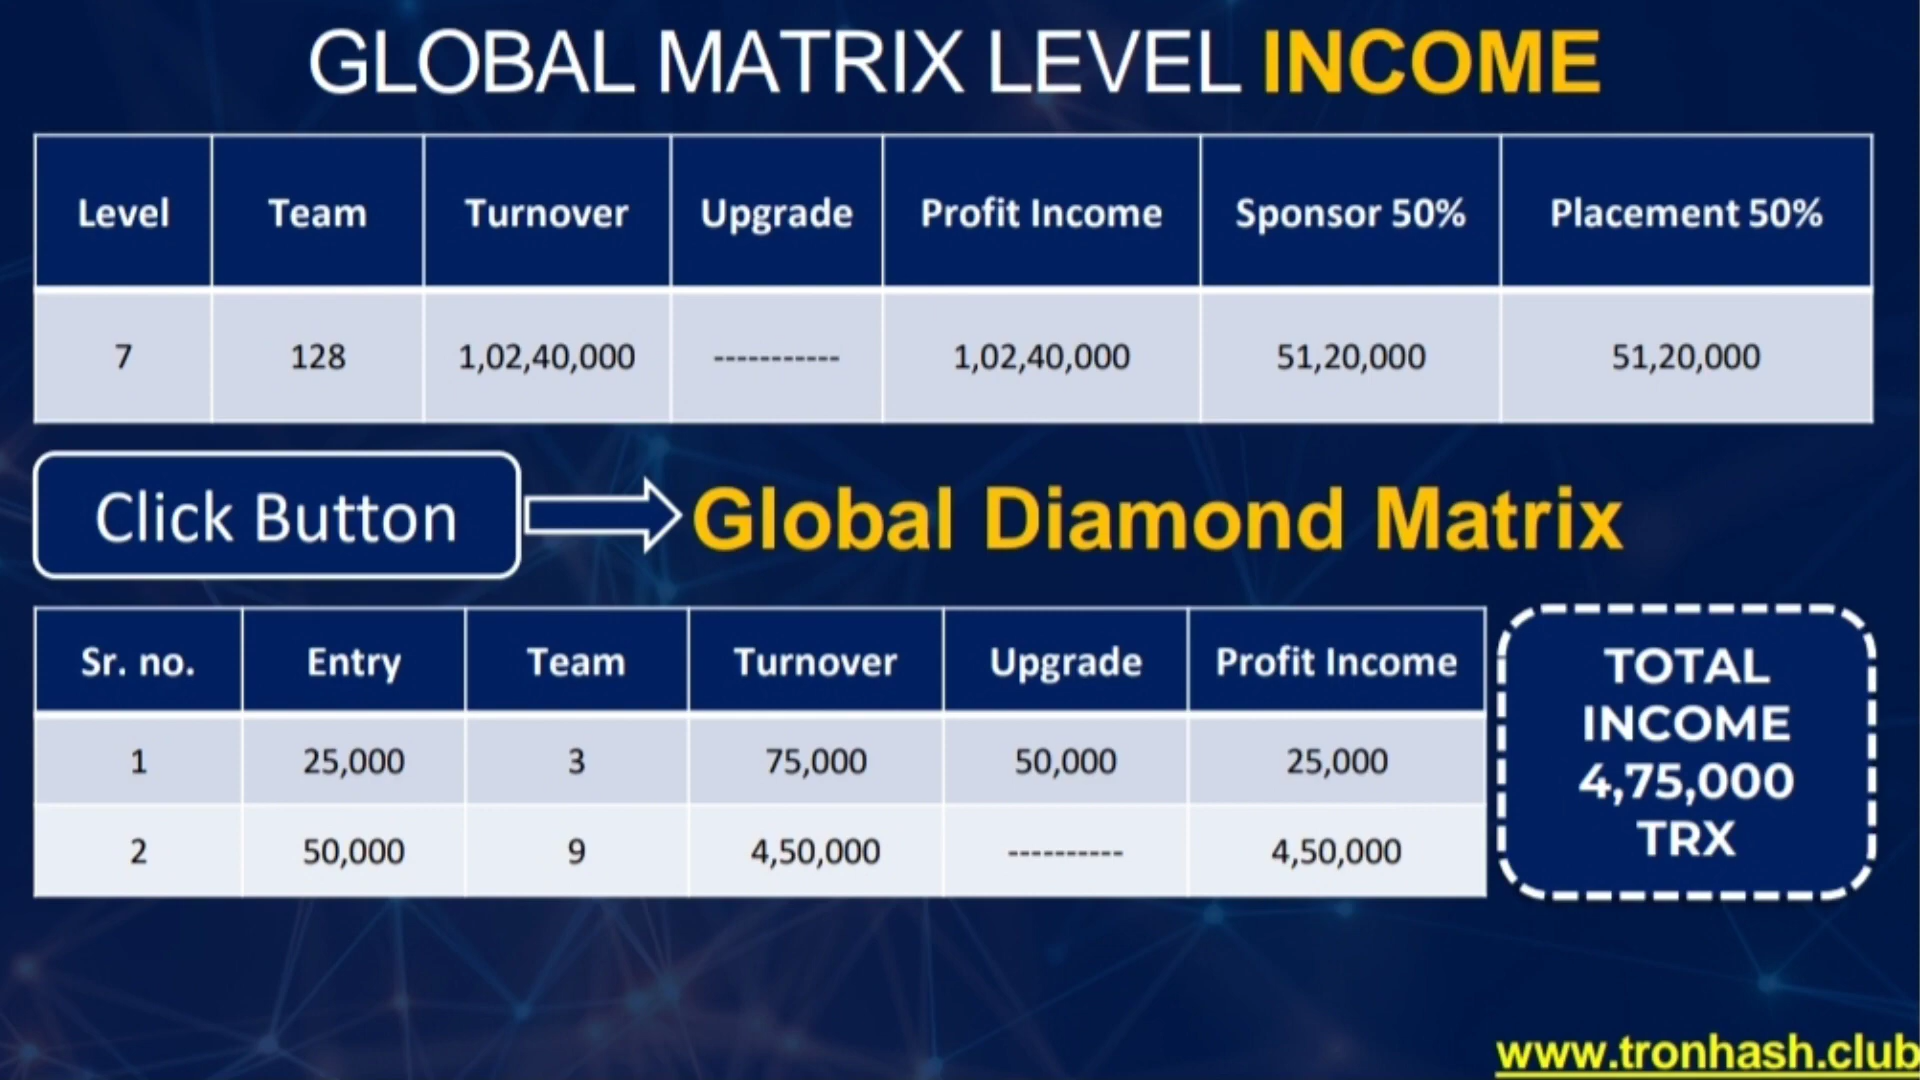 GLOBAL MATRIX LEVEL INCOME
Level Team Turnover Upgrade Profit Income Sponsor 50% Placement 50%
7 128 1,02,40,000 ----------- 1,02,40,000 51,20,000 51,20,000
Click Button Global Diamond Matrix
Sr. no. Entry Team Turnover Upgrade Profit Income
1 25,000 3 75,000 50,000 25,000
2 50,000 9 4,50,000 ---------- 4,50,000
TOTAL
INCOME
4,75,000
TRX
www.tronhash.club